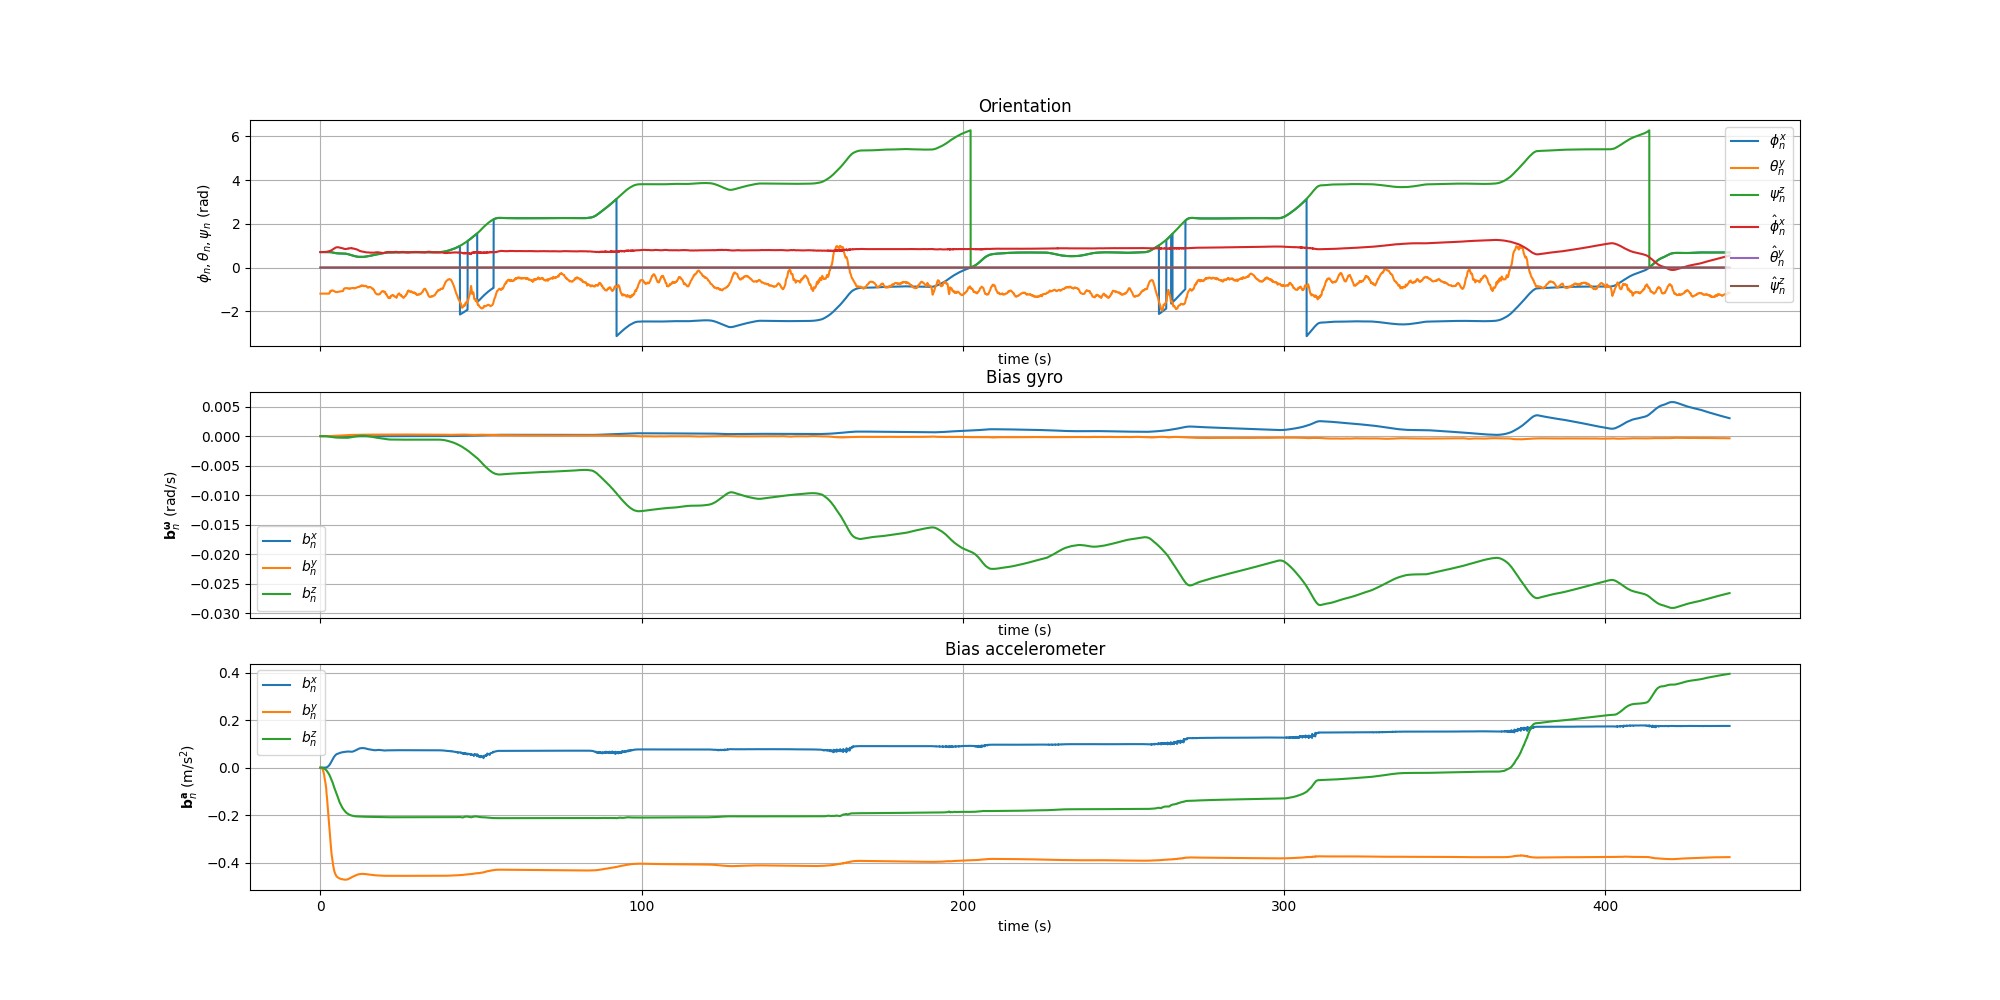 Orientation
6
4
2
0
−2
ϕₙ, θₙ, ψₙ (rad)
ϕₙˣ
θₙʸ
ψₙᶻ
ϕ̂ₙˣ
θ̂ₙʸ
ψ̂ₙᶻ
time (s)
Bias gyro
0.005
0.000
−0.005
−0.010
−0.015
−0.020
−0.025
−0.030
𝐛ₙ^𝛚 (rad/s)
bₙˣ
bₙʸ
bₙᶻ
time (s)
Bias accelerometer
0.4
0.2
0.0
−0.2
−0.4
𝐛ₙ^𝐚 (m/s²)
bₙˣ
bₙʸ
bₙᶻ
0 100 200 300 400
time (s)